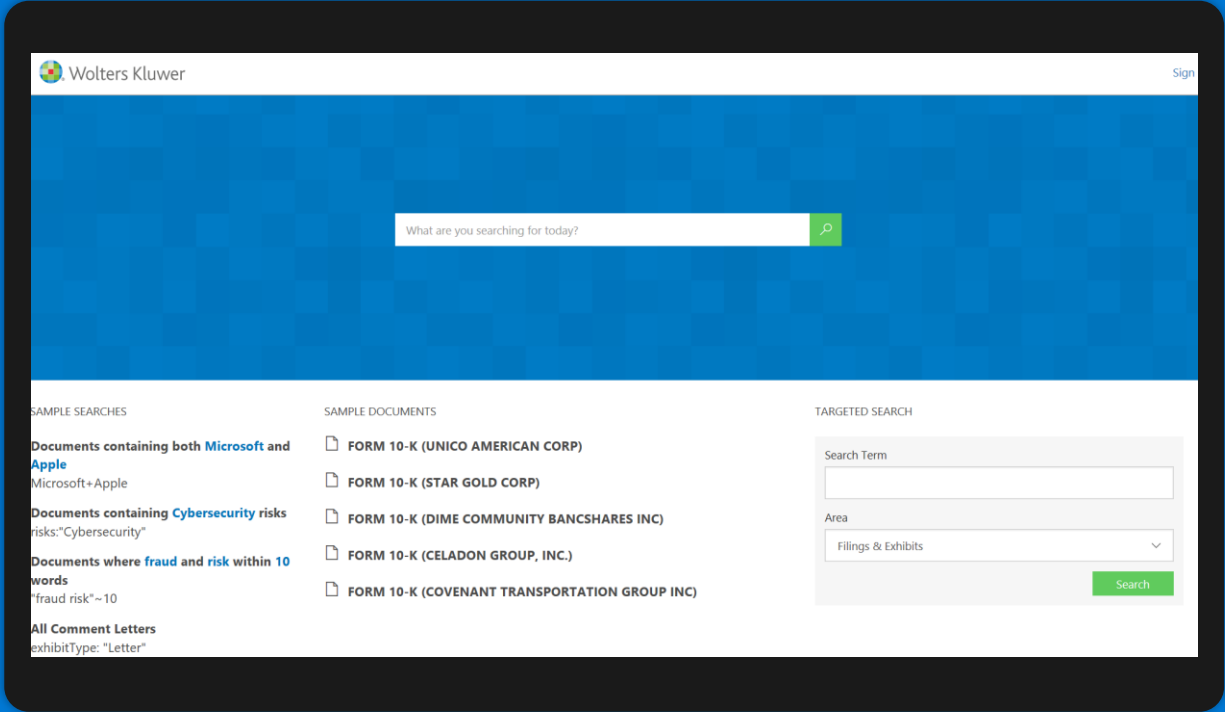 Wolters Kluwer
Sign
What are you searching for today?
SAMPLE SEARCHES
Documents containing both Microsoft and
Apple
Microsoft+Apple
Documents containing Cybersecurity risks
risks:"Cybersecurity"
Documents where fraud and risk within 10
words
"fraud risk"~10
All Comment Letters
exhibitType: "Letter"
SAMPLE DOCUMENTS
FORM 10-K (UNICO AMERICAN CORP)
FORM 10-K (STAR GOLD CORP)
FORM 10-K (DIME COMMUNITY BANCSHARES INC)
FORM 10-K (CELADON GROUP, INC.)
FORM 10-K (COVENANT TRANSPORTATION GROUP INC)
TARGETED SEARCH
Search Term
Area
Filings & Exhibits
Search